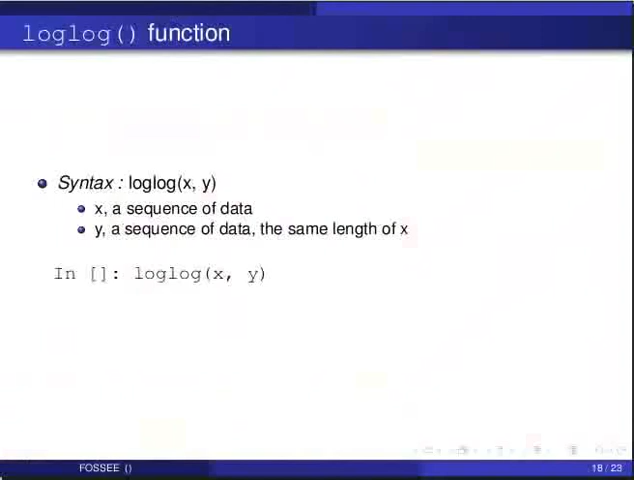 loglog() function
Syntax : loglog(x, y)
x, a sequence of data
y, a sequence of data, the same length of x
In []: loglog(x, y)
FOSSEE ()
18 / 23